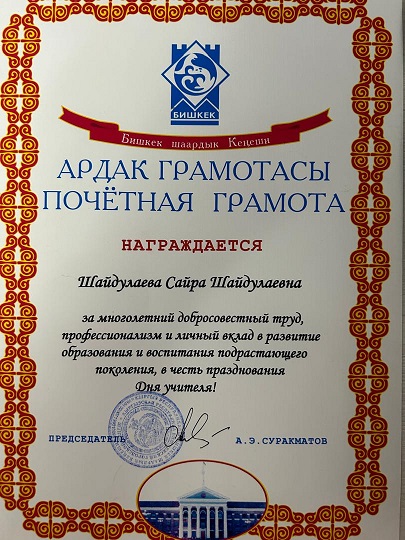 БИШКЕК
Бишкек шаардык Кеңеши
АРДАК ГРАМОТАСЫ
ПОЧЁТНАЯ ГРАМОТА
НАГРАЖДАЕТСЯ
Шайдулаева Сайра Шайдулаевна
за многолетний добросовестный труд,
профессионализм и личный вклад в развитие
образования и воспитания подрастающего
поколения, в честь празднования
Дня учителя!
ПРЕДСЕДАТЕЛЬ А.Э.СУРАКМАТОВ